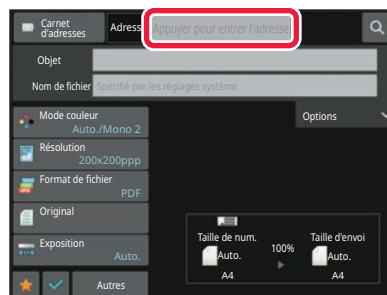 Carnet
d'adresses
Adress
Appuyer pour entrer l'adresse
Objet
Nom de fichier
Spécifié par les réglages système
Mode couleur
Auto./Mono 2
Options
Résolution
200x200ppp
Format de fichier
PDF
Original
Exposition
Auto.
Taille de num.
Auto.
A4
100%
Taille d'envoi
Auto.
A4
Autres